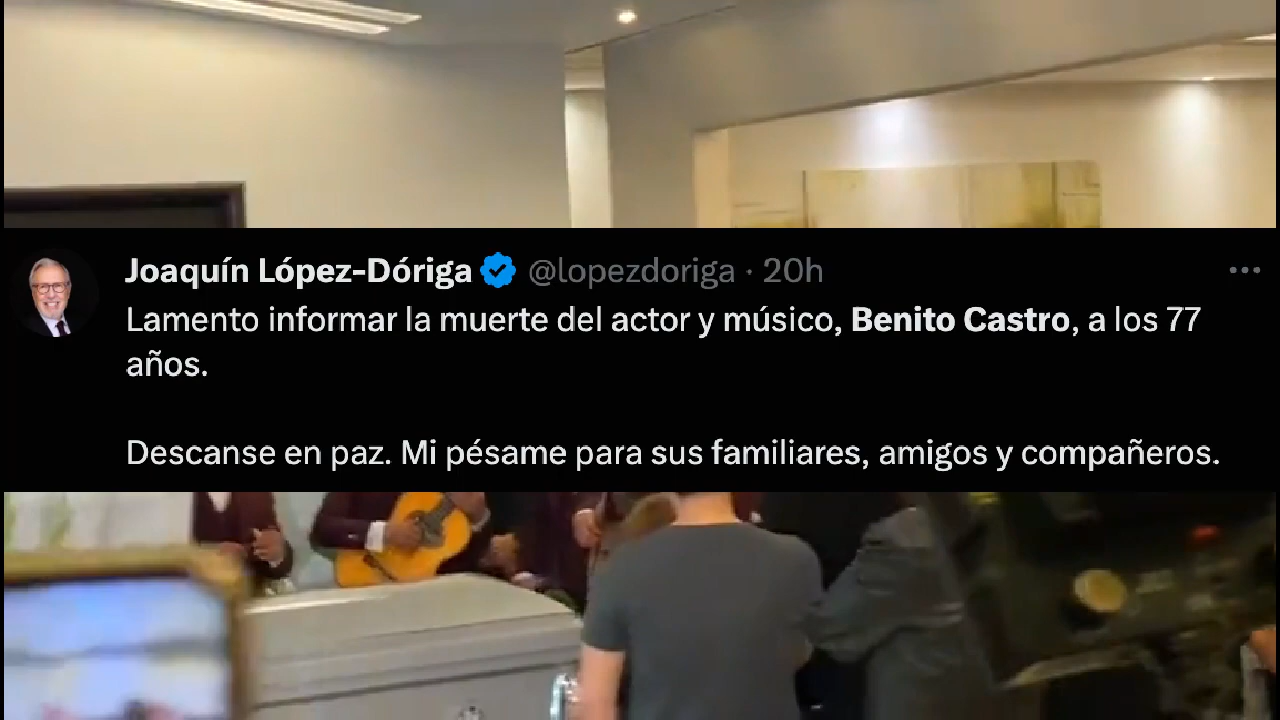 Joaquín López-Dóriga @lopezdoriga · 20h
Lamento informar la muerte del actor y músico, Benito Castro, a los 77
años.
Descanse en paz. Mi pésame para sus familiares, amigos y compañeros.